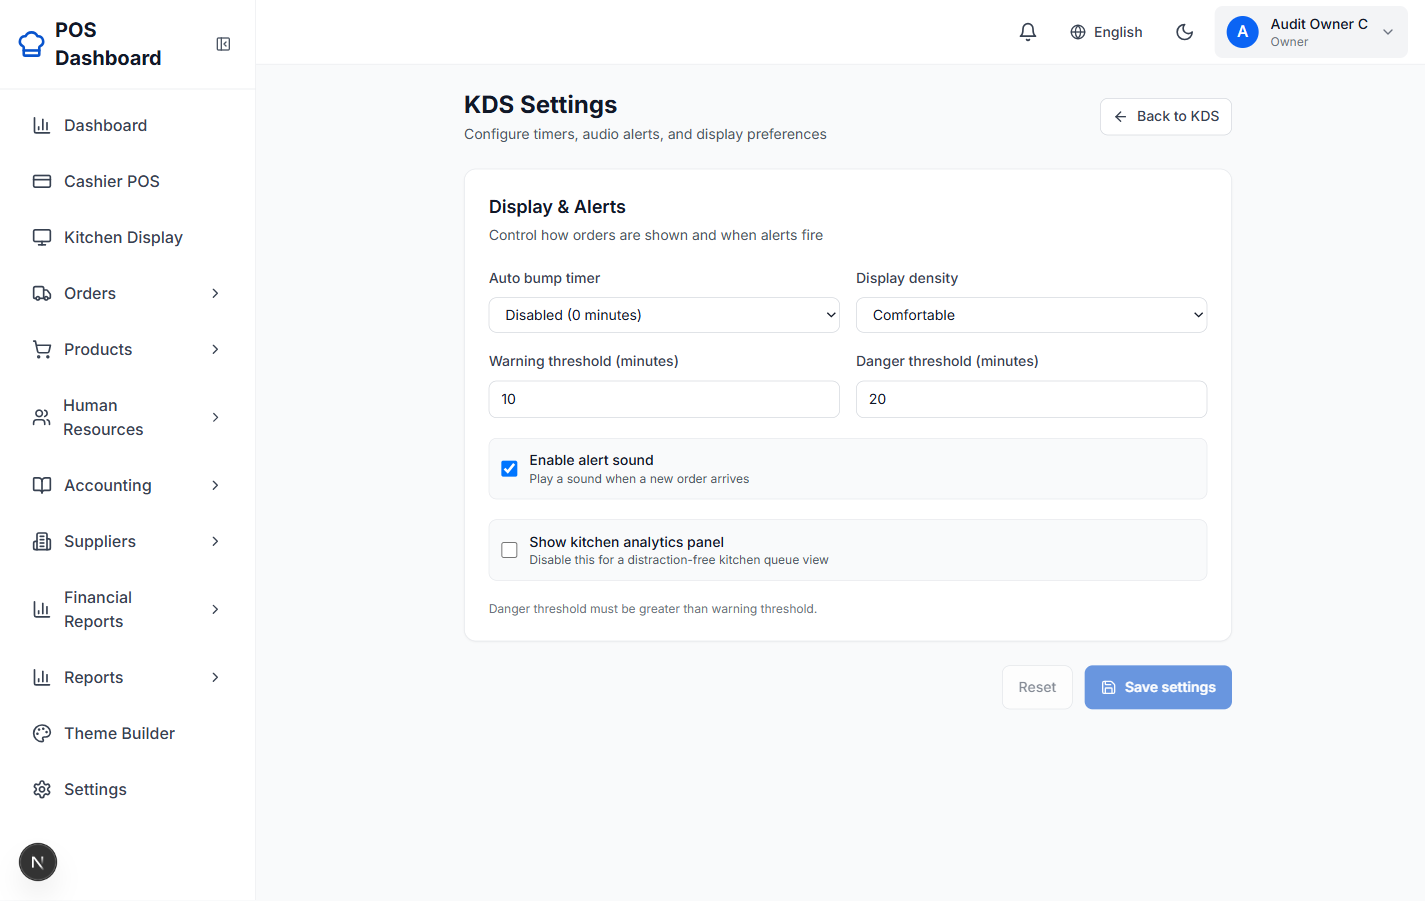 POS
Dashboard
English
A
Audit Owner C
Owner
Dashboard
Cashier POS
Kitchen Display
Orders
Products
Human
Resources
Accounting
Suppliers
Financial
Reports
Reports
Theme Builder
Settings
N
KDS Settings
Configure timers, audio alerts, and display preferences
Back to KDS
Display & Alerts
Control how orders are shown and when alerts fire
Auto bump timer
Display density
Disabled (0 minutes)
Comfortable
Warning threshold (minutes)
Danger threshold (minutes)
10
20
Enable alert sound
Play a sound when a new order arrives
Show kitchen analytics panel
Disable this for a distraction-free kitchen queue view
Danger threshold must be greater than warning threshold.
Reset
Save settings